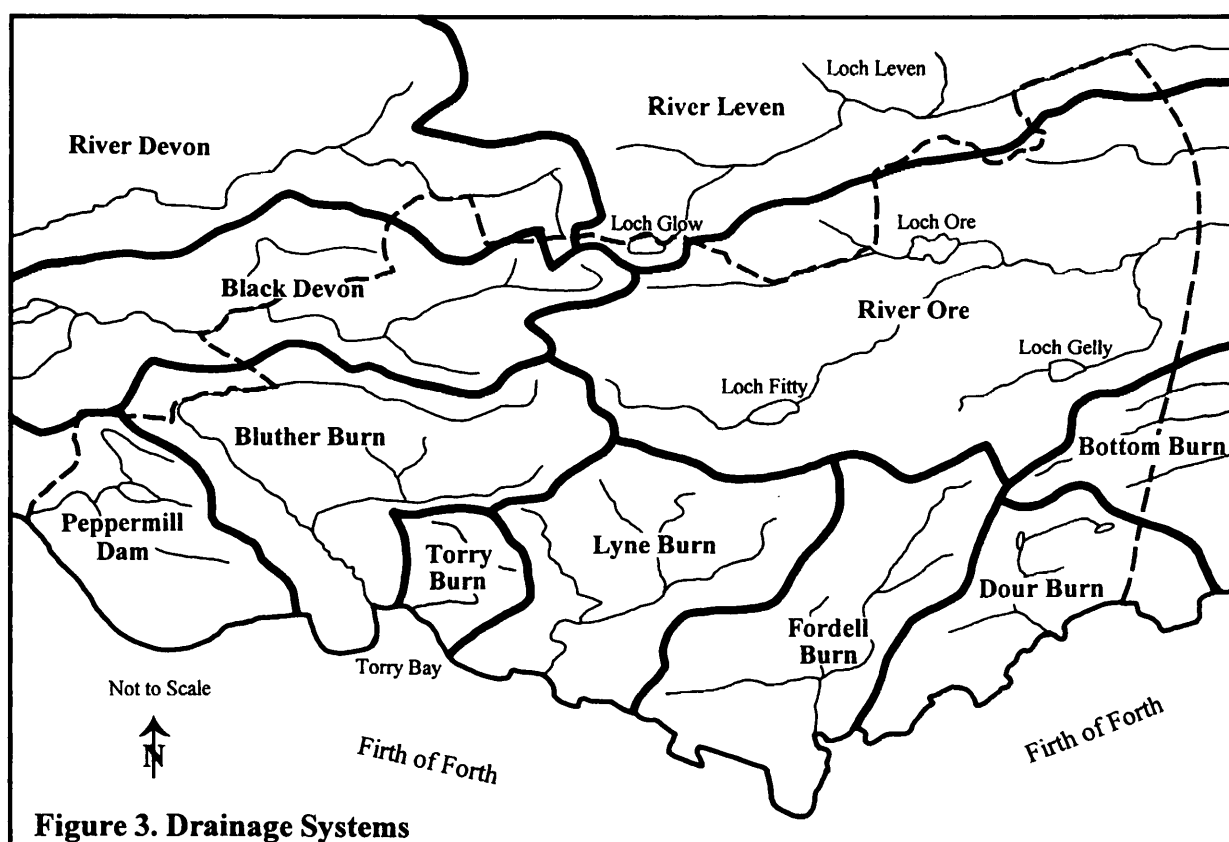 Loch Leven
River Leven
River Devon
Loch Glow
Loch Ore
Black Devon
River Ore
Loch Gelly
Loch Fitty
Bluther Burn
Bottom Burn
Peppermill
Dam
Torry
Burn
Lyne Burn
Dour Burn
Fordell
Burn
Torry Bay
Not to Scale
N
Firth of Forth
Firth of Forth
Figure 3. Drainage Systems